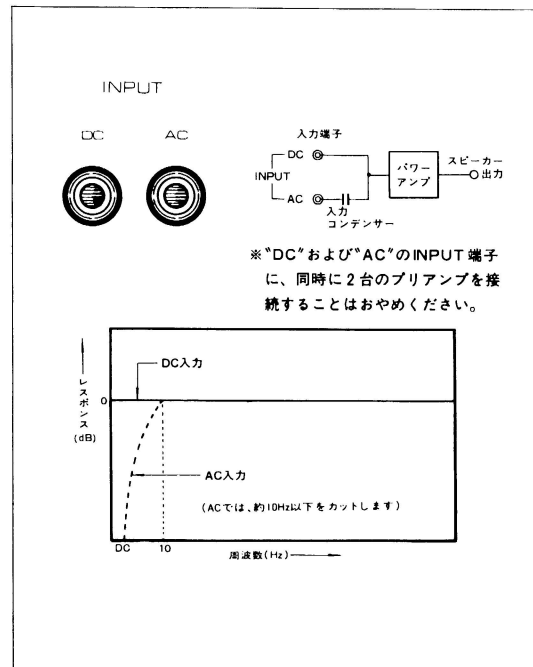 INPUT
DC
AC
入力端子
DC
INPUT
AC
入力
コンデンサー
パワー
アンプ
スピーカー
出力
※"DC"および"AC"のINPUT端子
に、同時に2台のプリアンプを接
続することはおやめください。
レスポンス
(dB)
0
DC入力
AC入力
(ACでは、約10Hz以下をカットします)
DC
10
周波数(Hz)